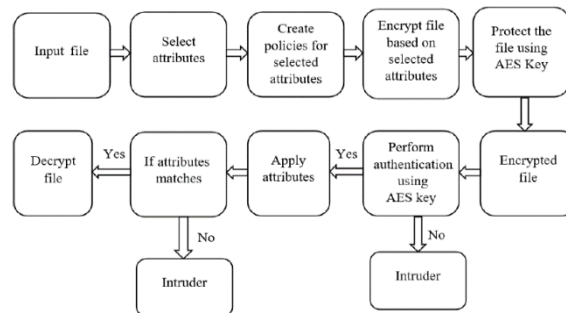 Input file
Select
attributes
Create
policies for
selected
attributes
Encrypt file
based on
selected
attributes
Protect the
file using
AES Key
Encrypted
file
Perform
authentication
using
AES key
Yes
Apply
attributes
If attributes
matches
Yes
Decrypt
file
No
Intruder
No
Intruder